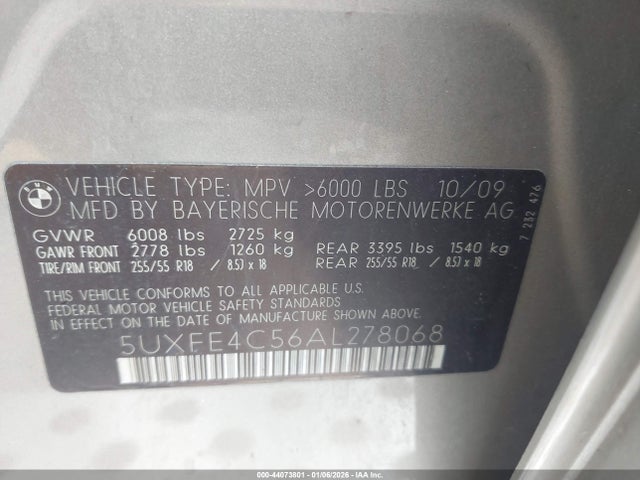 BMW
VEHICLE TYPE: MPV >6000 LBS 10/09
MFD BY BAYERISCHE MOTORENWERKE AG
GVWR 6008 lbs 2725 kg
GAWR FRONT 2778 lbs 1260 kg REAR 3395 lbs 1540 kg
TIRE/RIM FRONT 255/55 R18 / 8.5J x 18 REAR 255/55 R18 / 8.5J x 18
THIS VEHICLE CONFORMS TO ALL APPLICABLE U.S.
FEDERAL MOTOR VEHICLE SAFETY STANDARDS
IN EFFECT ON THE DATE OF MANUFACTURE SHOWN ABOVE.
5UXFE4C56AL278068
7 232 476
000-44073801 - 01/06/2026 - IAAI.com